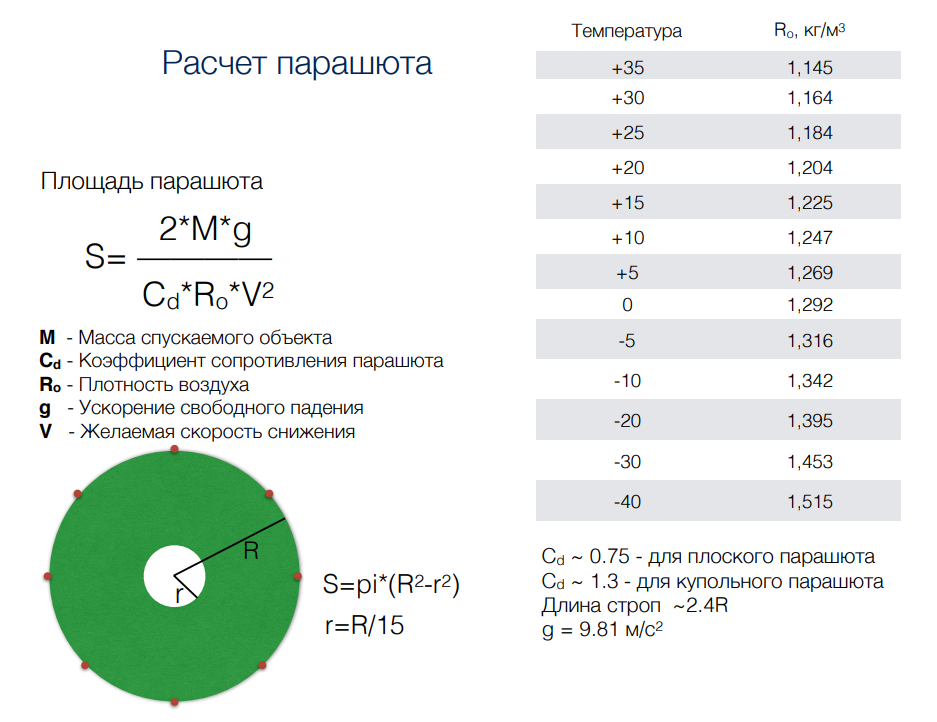 Расчет парашюта
Площадь парашюта
S= 2*M*g
Cd*Ro*V²
M - Масса спускаемого объекта
Cd - Коэффициент сопротивления парашюта
Ro - Плотность воздуха
g - Ускорение свободного падения
V - Желаемая скорость снижения
R
r
S=pi*(R²-r²)
r=R/15
Температура Ro, кг/м³
+35 1,145
+30 1,164
+25 1,184
+20 1,204
+15 1,225
+10 1,247
+5 1,269
0 1,292
-5 1,316
-10 1,342
-20 1,395
-30 1,453
-40 1,515
Cd ~ 0.75 - для плоского парашюта
Cd ~ 1.3 - для купольного парашюта
Длина строп ~2.4R
g = 9.81 м/с²